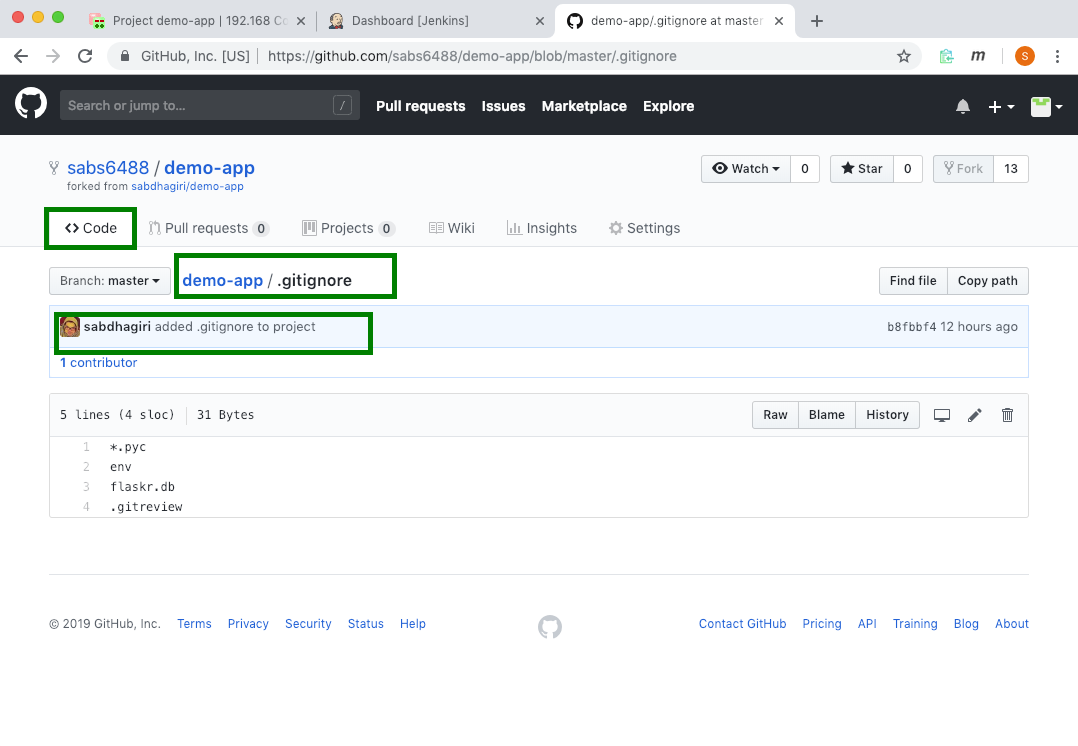 Project demo-app | 192.168 Co
Dashboard [Jenkins]
demo-app/.gitignore at master
GitHub, Inc. [US] https://github.com/sabs6488/demo-app/blob/master/.gitignore
m
S
Search or jump to...
/
Pull requests Issues Marketplace Explore
sabs6488 / demo-app
forked from sabdhagiri/demo-app
Watch 0 Star 0 Fork 13
<> Code Pull requests 0 Projects 0 Wiki Insights Settings
Branch: master demo-app / .gitignore Find file Copy path
sabdhagiri added .gitignore to project b8fbbf4 12 hours ago
1 contributor
5 lines (4 sloc) 31 Bytes Raw Blame History
1 *.pyc
2 env
3 flaskr.db
4 .gitreview
© 2019 GitHub, Inc. Terms Privacy Security Status Help Contact GitHub Pricing API Training Blog About